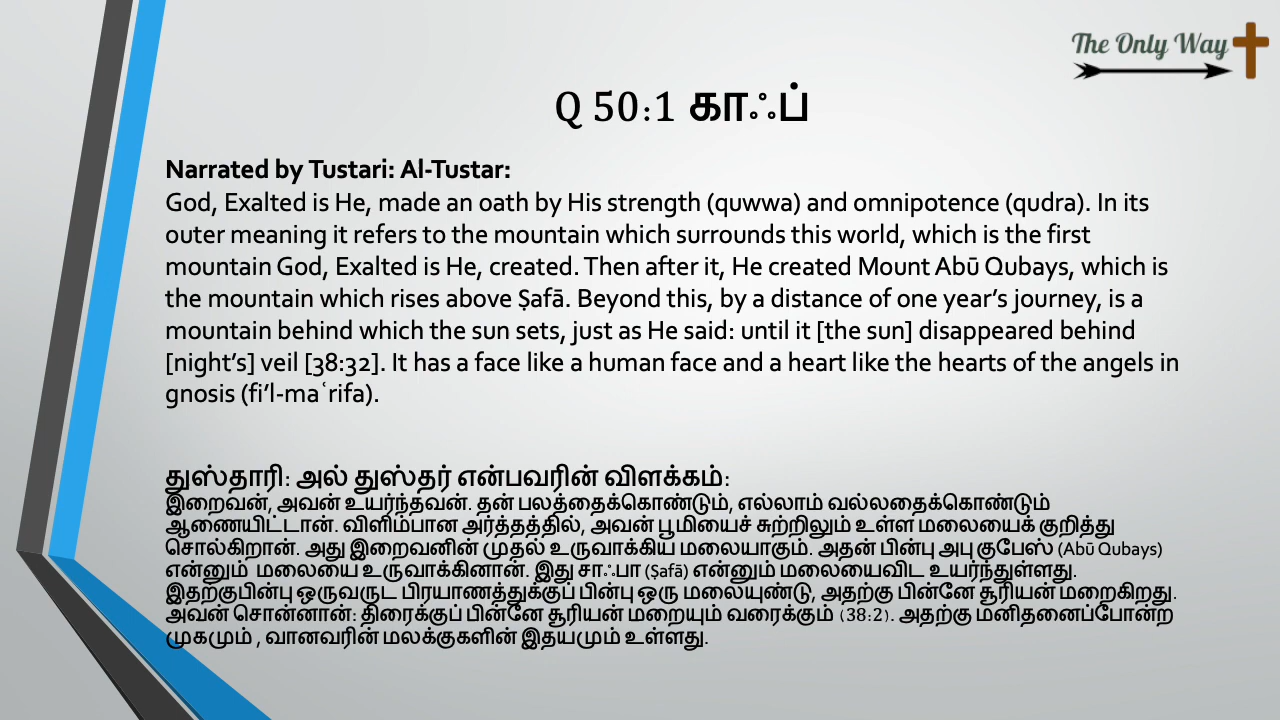 The Only Way
Q 50:1 காஃப்
Narrated by Tustari: Al-Tustar:
God, Exalted is He, made an oath by His strength (quwwa) and omnipotence (qudra). In its
outer meaning it refers to the mountain which surrounds this world, which is the first
mountain God, Exalted is He, created. Then after it, He created Mount Abū Qubays, which is
the mountain which rises above Ṣafā. Beyond this, by a distance of one year’s journey, is a
mountain behind which the sun sets, just as He said: until it [the sun] disappeared behind
[night’s] veil [38:32]. It has a face like a human face and a heart like the hearts of the angels in
gnosis (fi’l-maʿrifa).
துஸ்தாரி: அல் துஸ்தர் என்பவரின் விளக்கம்:
இறைவன், அவன் உயர்ந்தவன். தன் பலத்தைக்கொண்டும், எல்லாம் வல்லதைக்கொண்டும்
ஆணையிட்டான். விளிம்பான அர்த்தத்தில், அவன் பூமியைச் சுற்றிலும் உள்ள மலையைக் குறித்து
சொல்கிறான். அது இறைவனின் முதல் உருவாக்கிய மலையாகும். அதன் பின்பு அபு குபேஸ் (Abū Qubays)
என்னும் மலையை உருவாக்கினான். இது சாஃபா (Ṣafā) என்னும் மலையைவிட உயர்ந்துள்ளது.
இதற்குபின்பு ஒருவருட பிரயாணத்துக்குப் பின்பு ஒரு மலையுண்டு, அதற்கு பின்னே சூரியன் மறைகிறது.
அவன் சொன்னான்: திரைக்குப் பின்னே சூரியன் மறையும் வரைக்கும் (38:2). அதற்கு மனிதனைப்போன்ற
முகமும் , வானவரின் மலக்குகளின் இதயமும் உள்ளது.